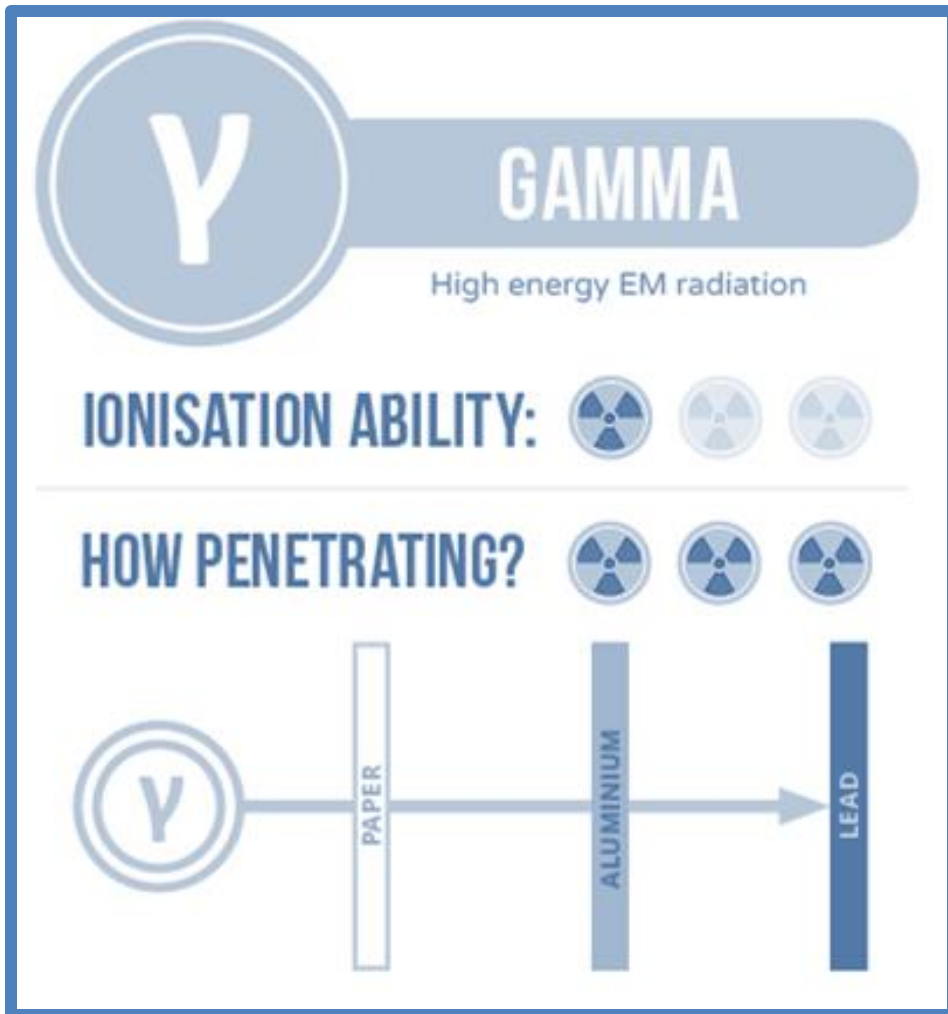 γ
GAMMA
High energy EM radiation
IONISATION ABILITY:
HOW PENETRATING?
γ
PAPER
ALUMINIUM
LEAD